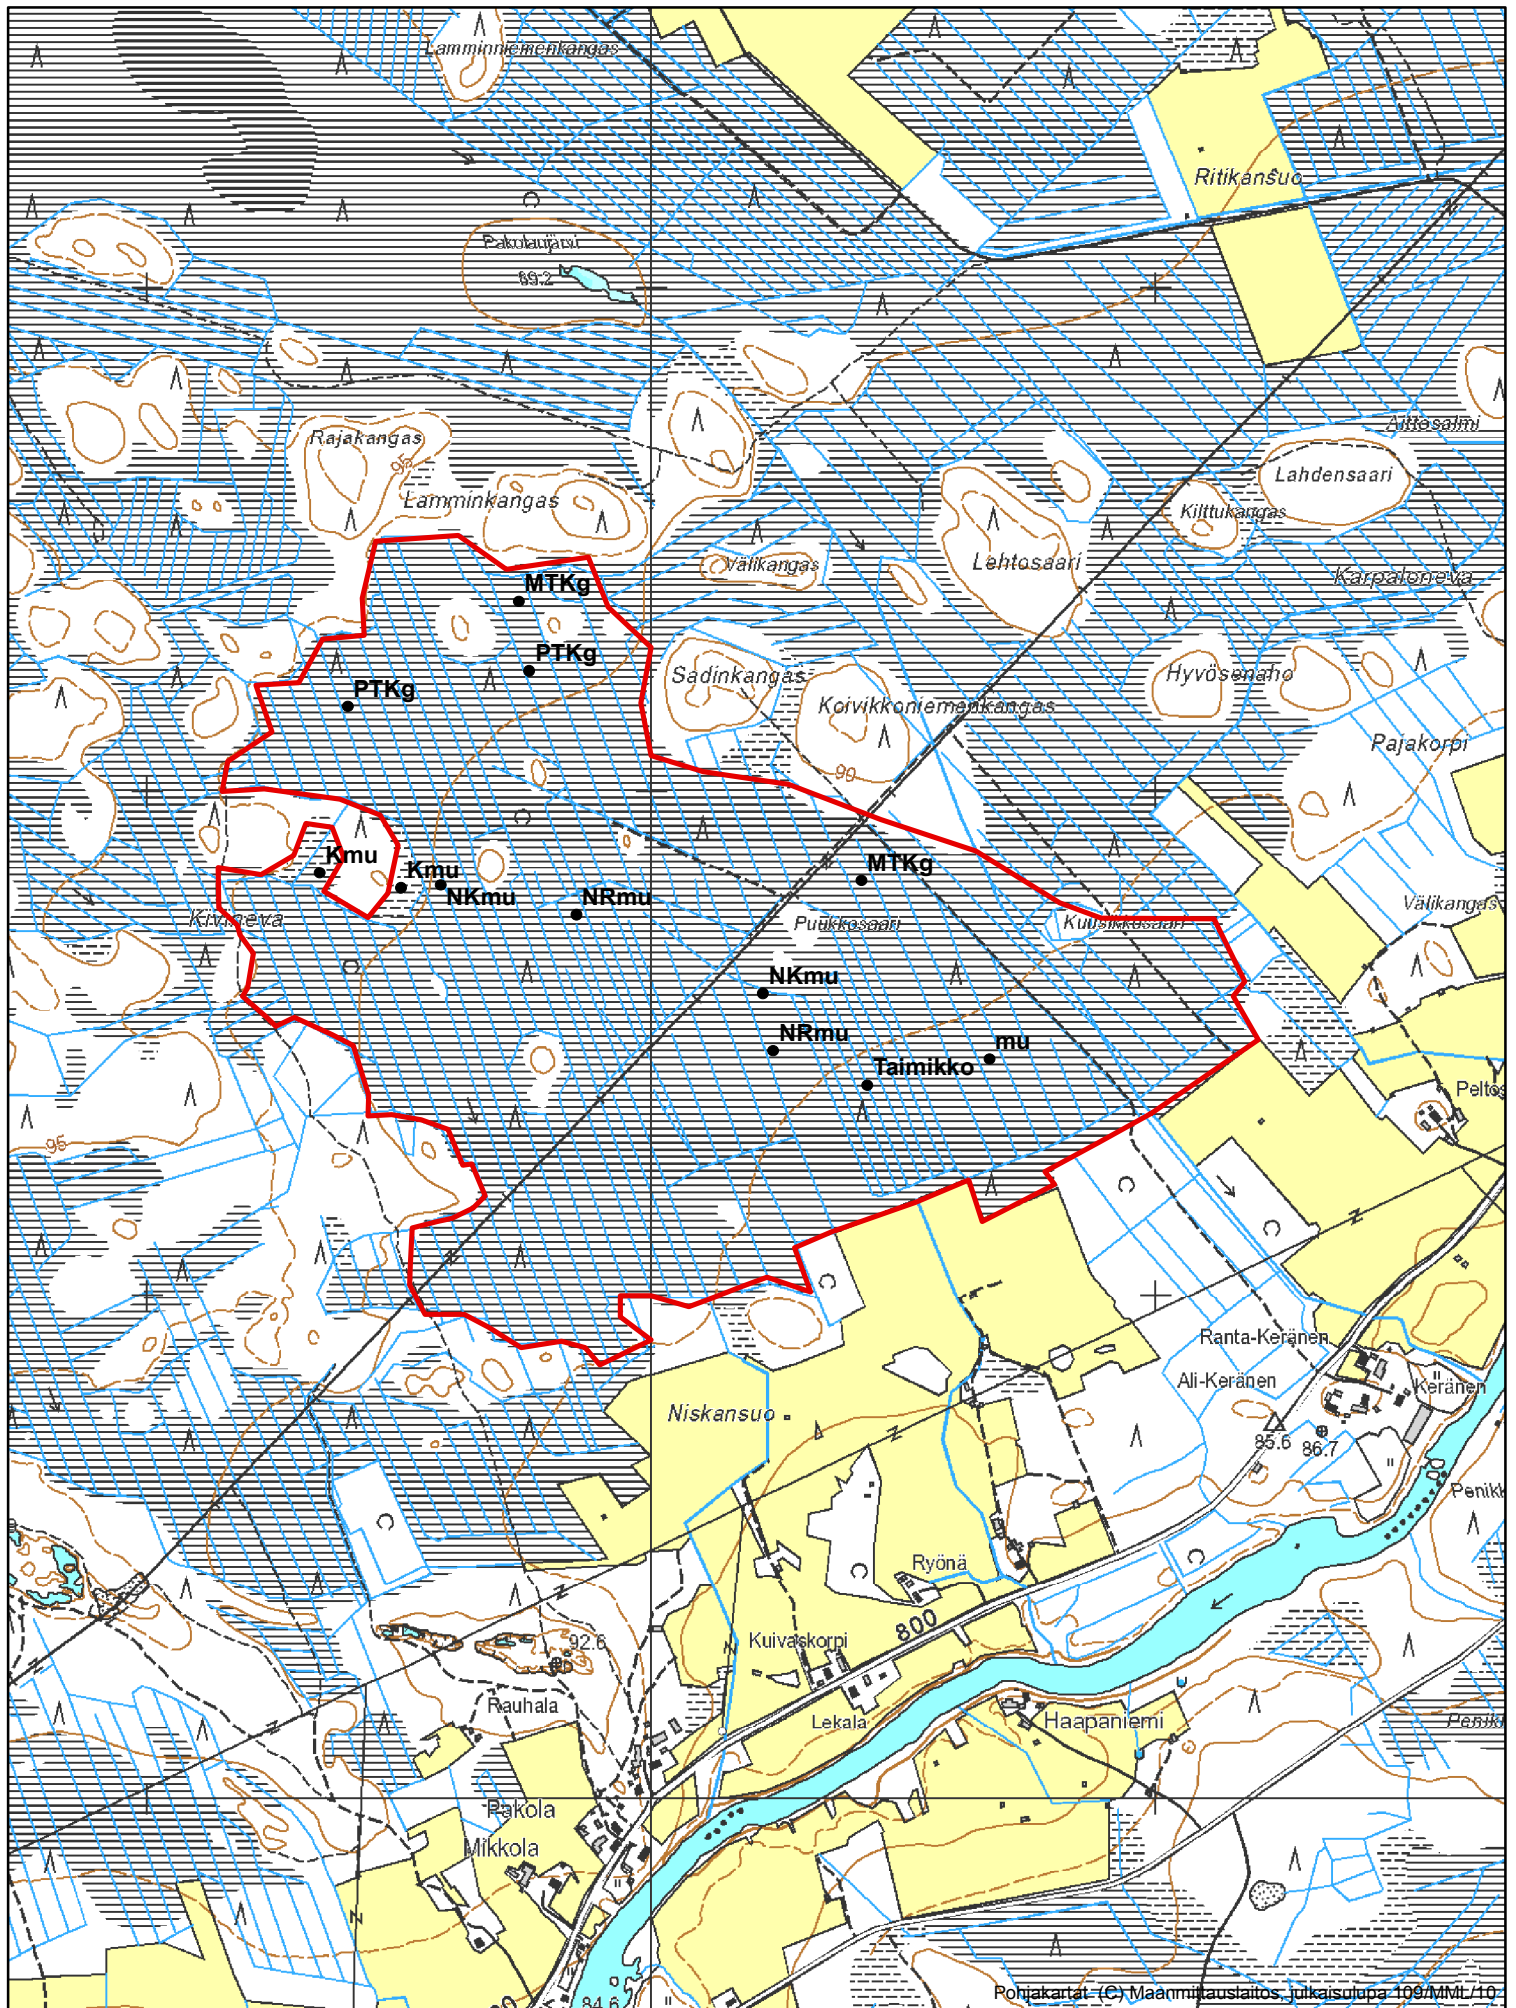 Lamminniemenkangas
Ritikansuo
Pakolanjärvi
89.2
Aittosalmi
Rajakangas
95
Lamminkangas
Lahdensaari
Kilttukangas
Välikangas
Lehtosaari
Karpaloneva
MTKg
PTKg
PTKg
Sadinkangas
Hyvösenaho
Koivikkoniemenkangas
Pajakorpi
90
Kmu
Kmu
NKmu
NRmu
MTKg
Kivineva
Puukkosaari
Kuusikkosaari
Välikangas
NKmu
NRmu
mu
Taimikko
95
Ranta-Keränen
Ali-Keränen
Keränen
Niskansuo
85.6
86.7
Ryönä
800
Kuivaskorpi
92.6
Rauhala
Lekala
Haapaniemi
Pakola
Mikkola
84.6
Pohjakartat: (C) Maanmittauslaitos, julkaisulupa 109/MML/10